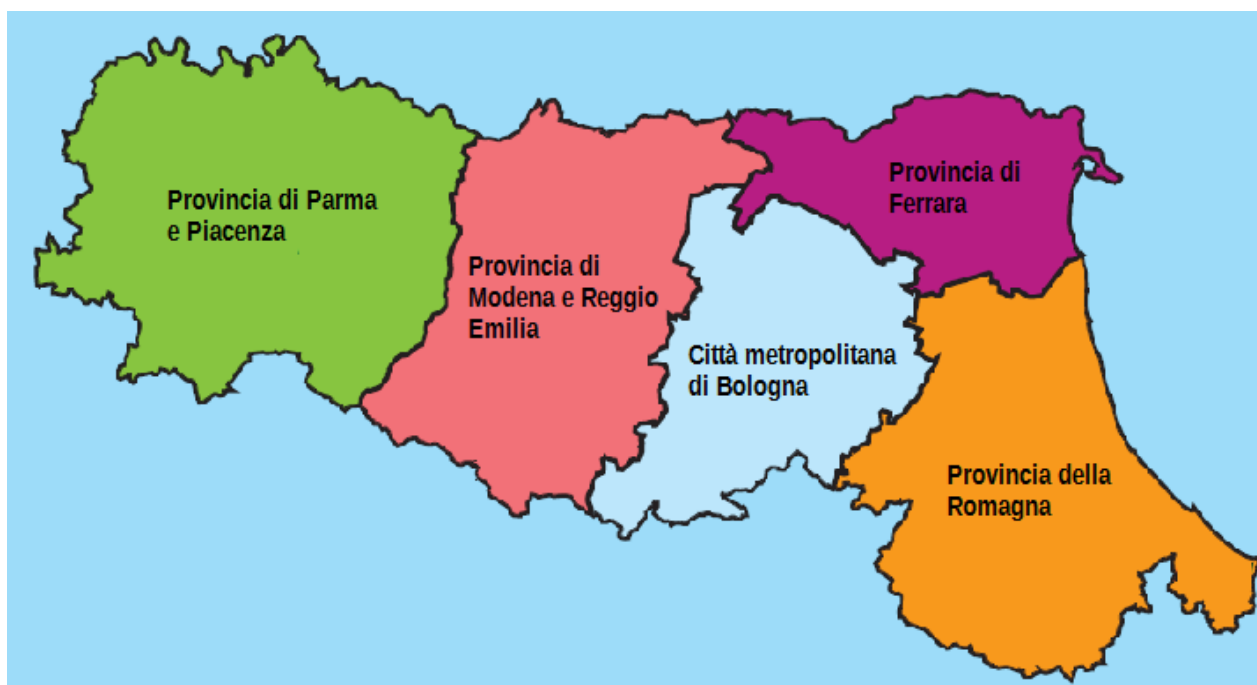 Provincia di Parma
e Piacenza
Provincia di
Modena e Reggio
Emilia
Città metropolitana
di Bologna
Provincia di
Ferrara
Provincia della
Romagna